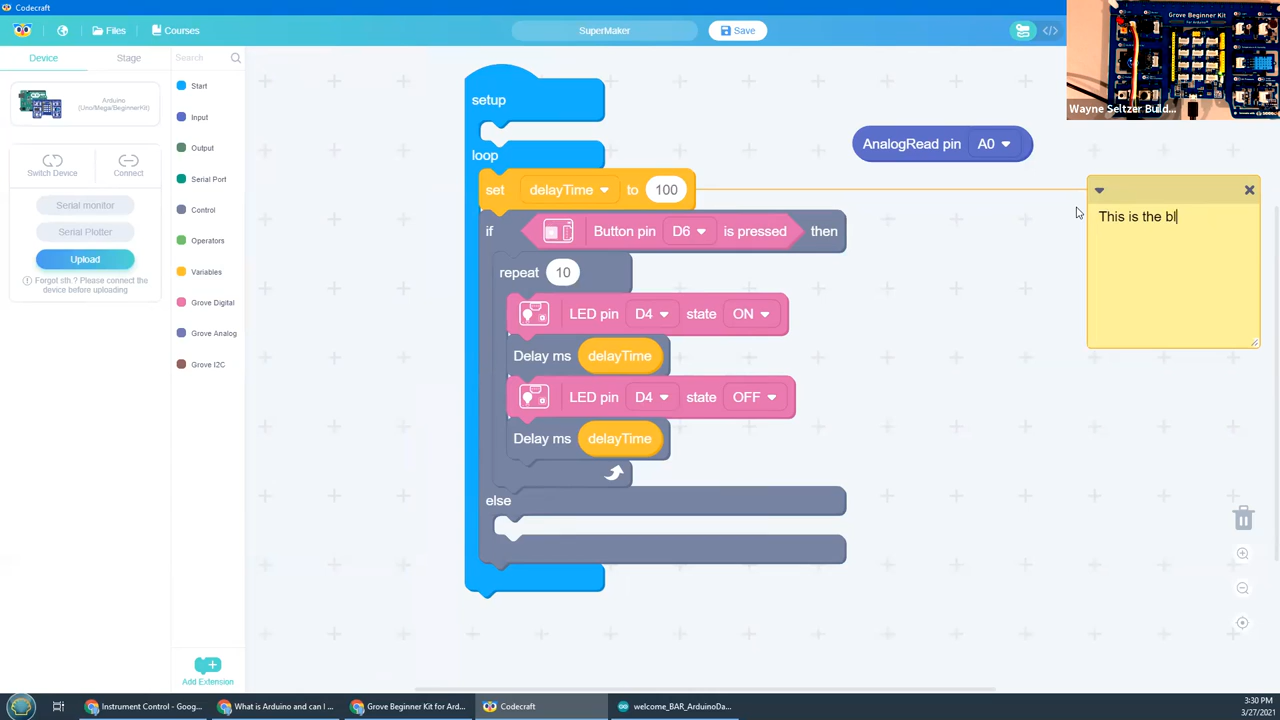 Codecraft
Files
Courses
SuperMaker
Save
Device
Stage
Search
Arduino
(Uno/Mega/BeginnerKit)
Switch Device
Connect
Serial monitor
Serial Plotter
Upload
Forgot sth ? Please connect the
device before uploading
Start
Input
Output
Serial Port
Control
Operators
Variables
Grove Digital
Grove Analog
Grove I2C
Add Extension
setup
loop
set delayTime to 100
if Button pin D6 is pressed then
repeat 10
LED pin D4 state ON
Delay ms delayTime
LED pin D4 state OFF
Delay ms delayTime
else
AnalogRead pin A0
This is the bl
Grove Beginner Kit
Wayne Seltzer Build...
Instrument Control - Goog...
What is Arduino and can I ...
Grove Beginner Kit for Ard...
Codecraft
welcome_BAR_ArduinoDa...
3:30 PM
3/27/2021